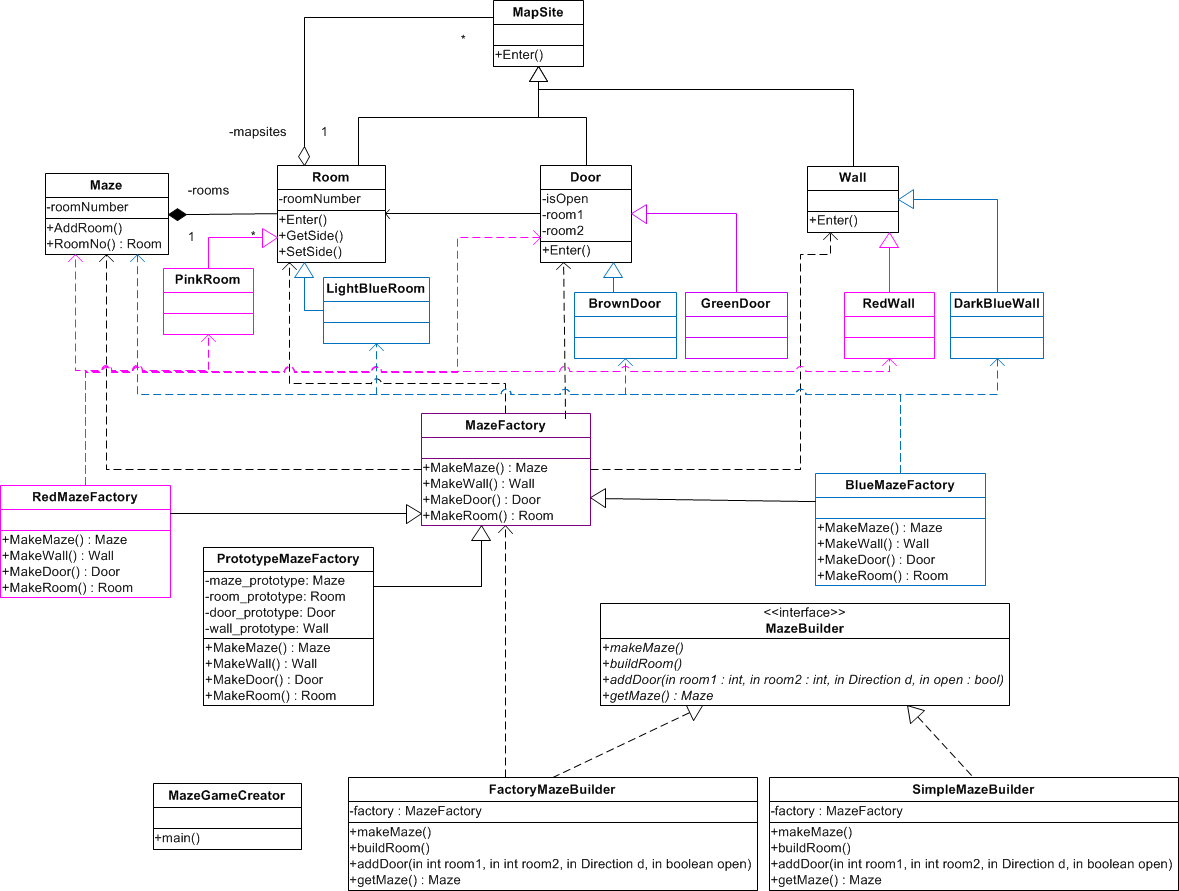 MapSite
*
+Enter()
-mapsites
1
Room
-roomNumber
+Enter()
+GetSide()
+SetSide()
Door
-isOpen
-room1
-room2
+Enter()
Wall
+Enter()
Maze
-roomNumber
+AddRoom()
+RoomNo() : Room
-rooms
1
*
PinkRoom
LightBlueRoom
BrownDoor
GreenDoor
RedWall
DarkBlueWall
MazeFactory
+MakeMaze() : Maze
+MakeWall() : Wall
+MakeDoor() : Door
+MakeRoom() : Room
RedMazeFactory
+MakeMaze() : Maze
+MakeWall() : Wall
+MakeDoor() : Door
+MakeRoom() : Room
BlueMazeFactory
+MakeMaze() : Maze
+MakeWall() : Wall
+MakeDoor() : Door
+MakeRoom() : Room
PrototypeMazeFactory
-maze_prototype: Maze
-room_prototype: Room
-door_prototype: Door
-wall_prototype: Wall
+MakeMaze() : Maze
+MakeWall() : Wall
+MakeDoor() : Door
+MakeRoom() : Room
<<interface>>
MazeBuilder
+makeMaze()
+buildRoom()
+addDoor(in room1 : int, in room2 : int, in Direction d, in open : bool)
+getMaze() : Maze
MazeGameCreator
+main()
FactoryMazeBuilder
-factory : MazeFactory
+makeMaze()
+buildRoom()
+addDoor(in int room1, in int room2, in Direction d, in boolean open)
+getMaze() : Maze
SimpleMazeBuilder
-factory : MazeFactory
+makeMaze()
+buildRoom()
+addDoor(in int room1, in int room2, in Direction d, in boolean open)
+getMaze() : Maze